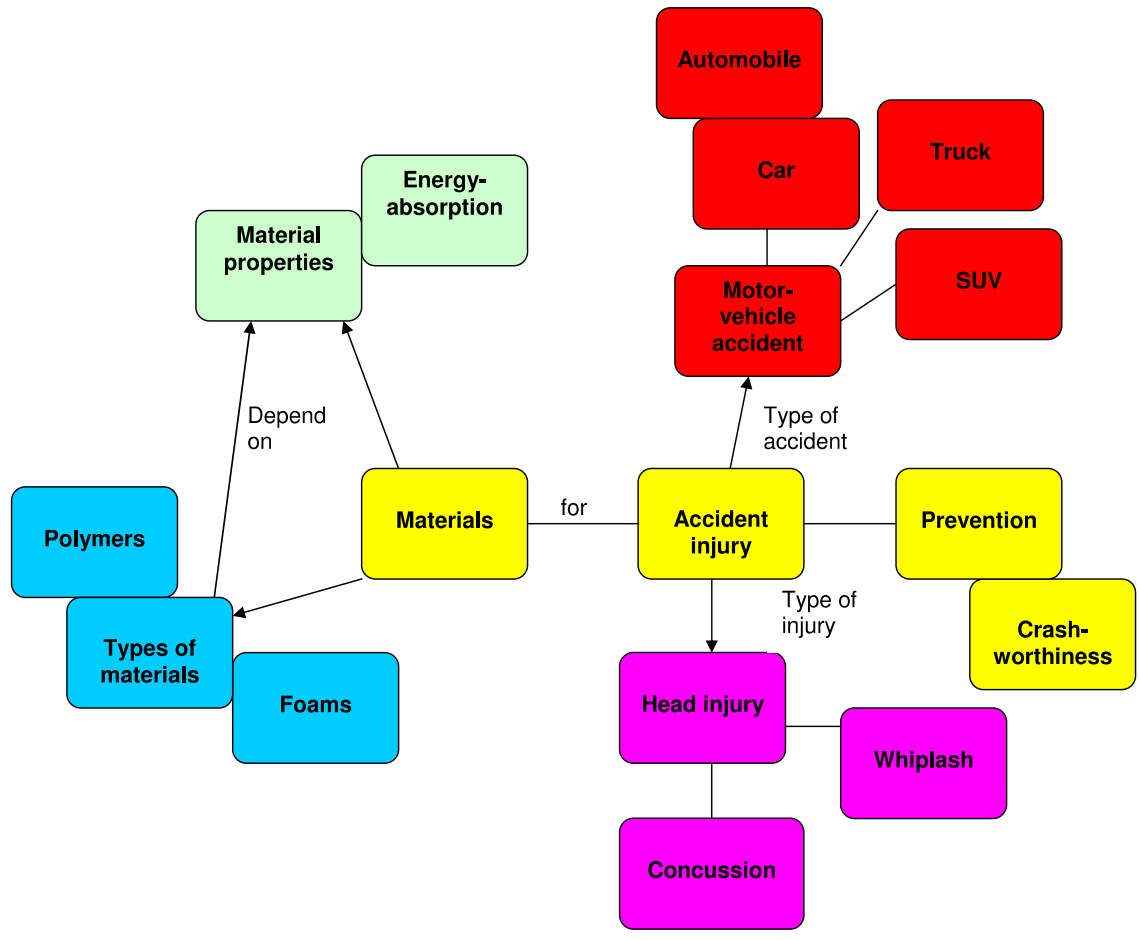 Automobile
Car
Truck
Energy-
absorption
Material
properties
SUV
Motor-
vehicle
accident
Depend
on
Type of
accident
Polymers
Materials
for
Accident
injury
Prevention
Type of
injury
Types of
materials
Crash-
worthiness
Foams
Head injury
Whiplash
Concussion